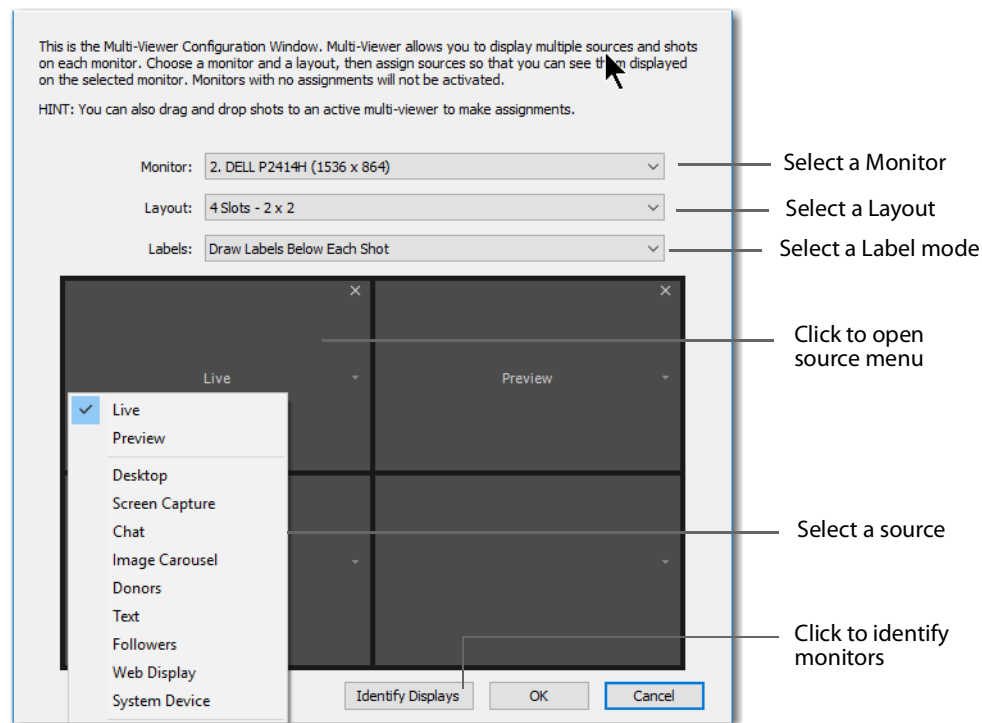 This is the Multi-Viewer Configuration Window. Multi-Viewer allows you to display multiple sources and shots
on each monitor. Choose a monitor and a layout, then assign sources so that you can see them displayed
on the selected monitor. Monitors with no assignments will not be activated.
HINT: You can also drag and drop shots to an active multi-viewer to make assignments.
Monitor: 2. DELL P2414H (1536 x 864)
Select a Monitor
Layout: 4 Slots - 2 x 2
Select a Layout
Labels: Draw Labels Below Each Shot
Select a Label mode
Click to open
source menu
Live
Preview
Live
Preview
Desktop
Screen Capture
Chat
Image Carousel
Donors
Text
Followers
Web Display
System Device
Select a source
Click to identify
monitors
Identify Displays
OK
Cancel